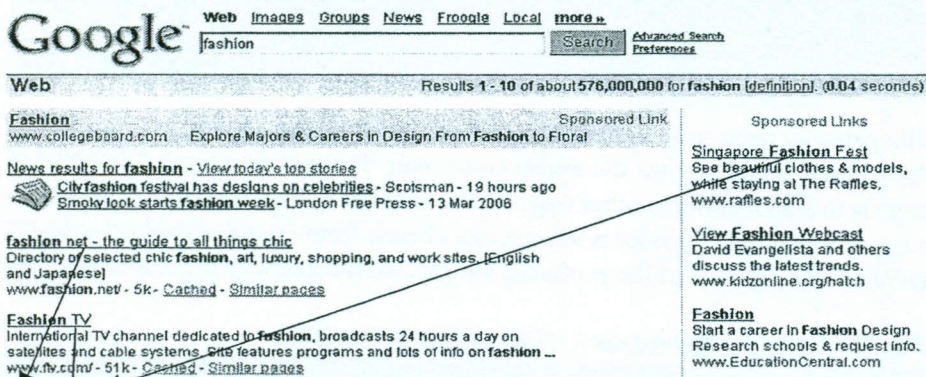 Google
Web Images Groups News Froogle Local more »
fashion
Search
Advanced Search
Preferences
Web
Results 1 - 10 of about 576,000,000 for fashion [definition]. (0.04 seconds)
Fashion
Sponsored Link
www.collegeboard.com Explore Majors & Careers in Design From Fashion to Floral
News results for fashion - View today's top stories
City fashion festival has designs on celebrities - Scotsman - 19 hours ago
Smoky look starts fashion week - London Free Press - 13 Mar 2006
fashion net - the guide to all things chic
Directory of selected chic fashion, art, luxury, shopping, and work sites. [English
and Japanese]
www.fashion.net/ - 5k - Cached - Similar pages
Fashion TV
International TV channel dedicated to fashion, broadcasts 24 hours a day on
satellites and cable systems. Site features programs and lots of info on fashion ...
www.ftv.com/ - 51k - Cached - Similar pages
Sponsored Links
Singapore Fashion Fest
See beautiful clothes & models,
while staying at The Raffles.
www.raffles.com
View Fashion Webcast
David Evangelista and others
discuss the latest trends.
www.kidzonline.org/hatch
Fashion
Start a career in Fashion Design
Research schools & request info.
www.EducationCentral.com